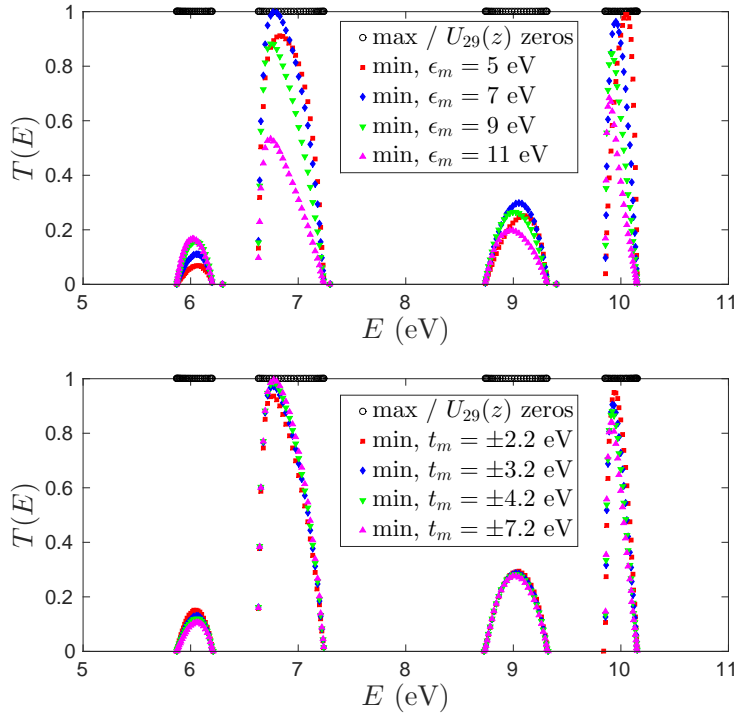 1
0.8
0.6
0.4
0.2
0
T(E)
5 6 7 8 9 10 11
E (eV)
max / U₂₉(z) zeros
min, ϵₘ = 5 eV
min, ϵₘ = 7 eV
min, ϵₘ = 9 eV
min, ϵₘ = 11 eV
1
0.8
0.6
0.4
0.2
0
T(E)
5 6 7 8 9 10 11
E (eV)
max / U₂₉(z) zeros
min, tₘ = ±2.2 eV
min, tₘ = ±3.2 eV
min, tₘ = ±4.2 eV
min, tₘ = ±7.2 eV